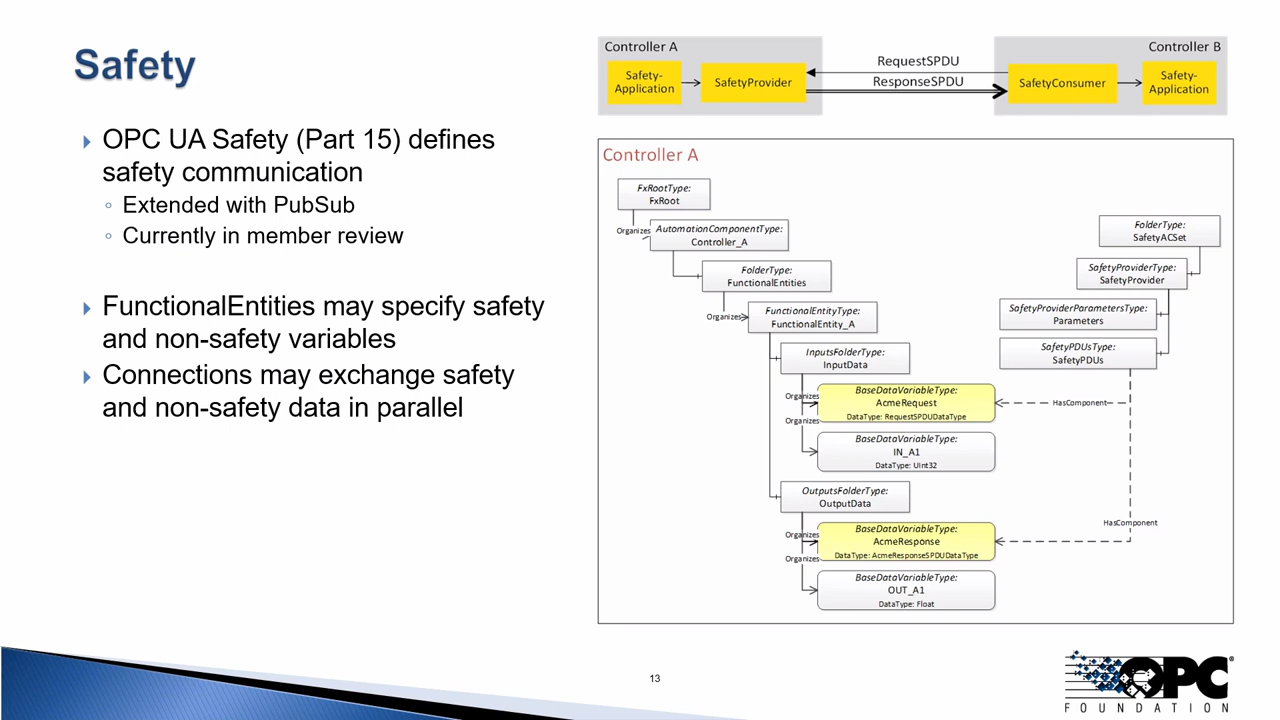 Safety
OPC UA Safety (Part 15) defines
safety communication
Extended with PubSub
Currently in member review
FunctionalEntities may specify safety
and non-safety variables
Connections may exchange safety
and non-safety data in parallel
Controller A
Safety-
Application
SafetyProvider
RequestSPDU
ResponseSPDU
Controller B
SafetyConsumer
Safety-
Application
Controller A
FxRootType:
FxRoot
Organizes
AutomationComponentType:
Controller_A
FolderType:
FunctionalEntities
Organizes
FunctionalEntityType:
FunctionalEntity_A
InputsFolderType:
InputData
Organizes
BaseDataVariableType:
AcmeRequest
DataType: RequestSPDUDataType
Organizes
BaseDataVariableType:
IN_A1
DataType: UInt32
OutputsFolderType:
OutputData
Organizes
BaseDataVariableType:
AcmeResponse
DataType: AcmeResponseSPDUDataType
Organizes
BaseDataVariableType:
OUT_A1
DataType: Float
FolderType:
SafetyACSet
SafetyProviderType:
SafetyProvider
SafetyProviderParametersType:
Parameters
SafetyPDUsType:
SafetyPDUs
HasComponent
HasComponent
13
OPC®
FOUNDATION